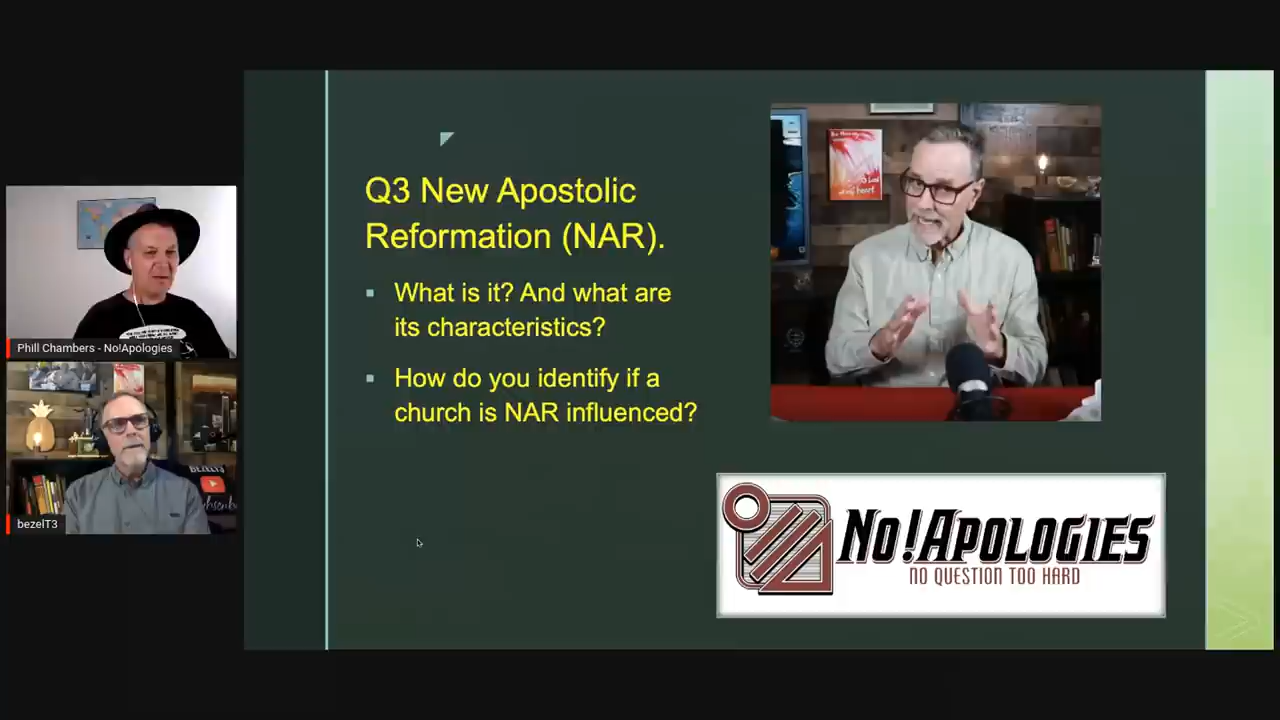 Q3 New Apostolic
Reformation (NAR).
What is it? And what are
its characteristics?
How do you identify if a
church is NAR influenced?
No!Apologies
NO QUESTION TOO HARD
Phill Chambers - No!Apologies
bezelT3